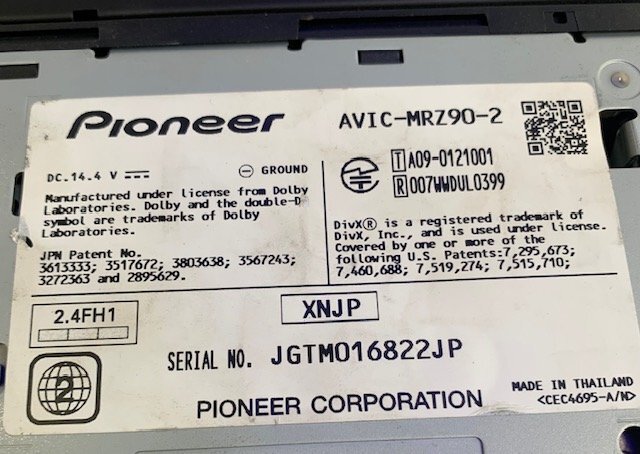 Pioneer
AVIC-MRZ90-2
DC.14.4 V
GROUND
Manufactured under license from Dolby
Laboratories. Dolby and the double-D
symbol are trademarks of Dolby
Laboratories.
JPN Patent No.
3613333; 3517672; 3803638; 3567243;
3272363 and 2895629.
T A09-0121001
R 007WWDUL0399
DivX® is a registered trademark of
DivX, Inc., and is used under license.
Covered by one or more of the
following U.S. Patents:7,295,673;
7,460,688; 7,519,274; 7,515,710;
2.4FH1
XNJP
SERIAL NO. JGTM016822JP
2
PIONEER CORPORATION
MADE IN THAILAND
<CEC4695-A/N>